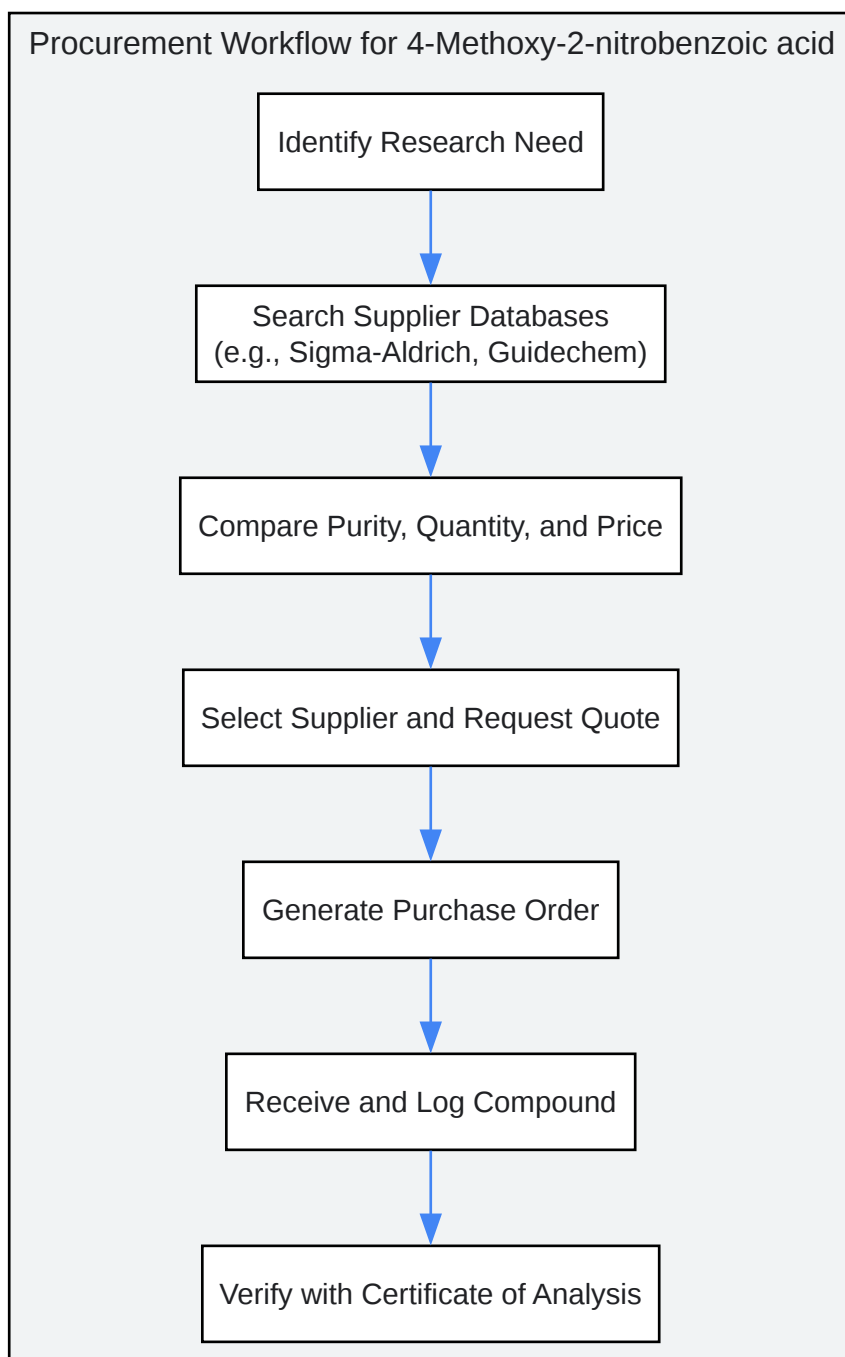 Procurement Workflow for 4-Methoxy-2-nitrobenzoic acid
Identify Research Need
Search Supplier Databases
(e.g., Sigma-Aldrich, Guidechem)
Compare Purity, Quantity, and Price
Select Supplier and Request Quote
Generate Purchase Order
Receive and Log Compound
Verify with Certificate of Analysis